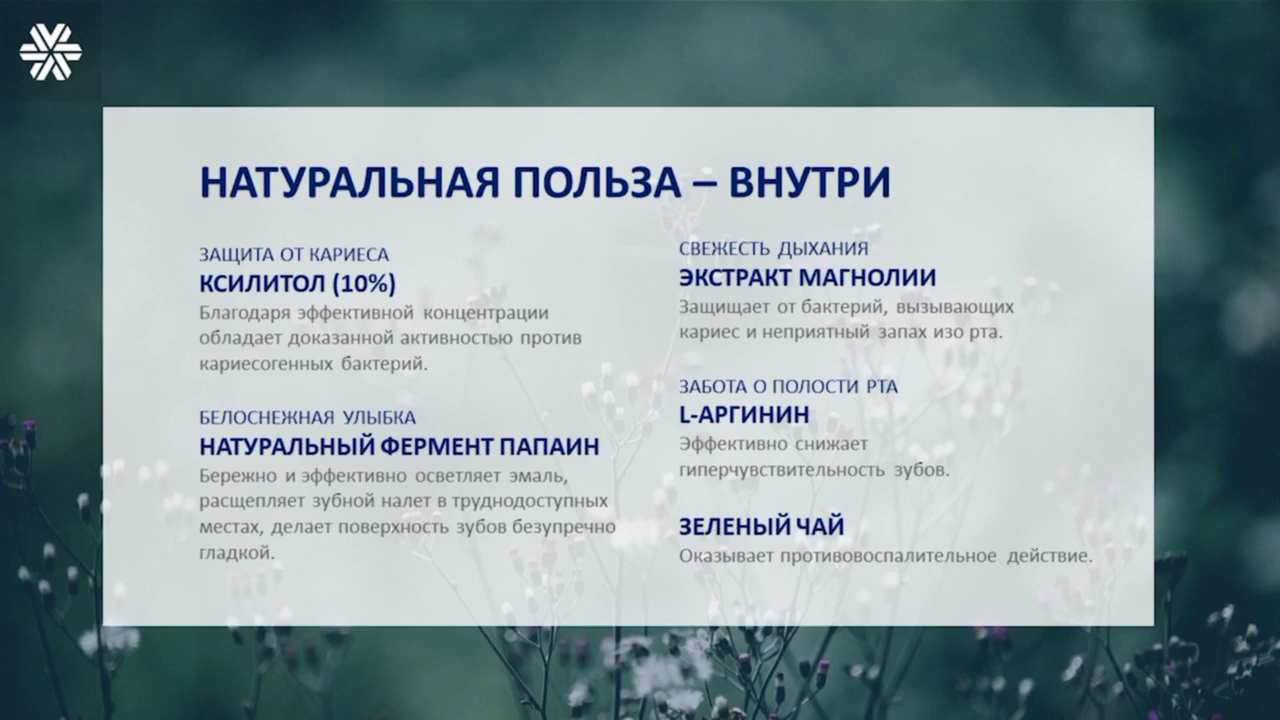 НАТУРАЛЬНАЯ ПОЛЬЗА – ВНУТРИ
ЗАЩИТА ОТ КАРИЕСА
КСИЛИТОЛ (10%)
Благодаря эффективной концентрации
обладает доказанной активностью против
кариесогенных бактерий.
БЕЛОСНЕЖНАЯ УЛЫБКА
НАТУРАЛЬНЫЙ ФЕРМЕНТ ПАПАИН
Бережно и эффективно осветляет эмаль,
расщепляет зубной налет в труднодоступных
местах, делает поверхность зубов безупречно
гладкой.
СВЕЖЕСТЬ ДЫХАНИЯ
ЭКСТРАКТ МАГНОЛИИ
Защищает от бактерий, вызывающих
кариес и неприятный запах изо рта.
ЗАБОТА О ПОЛОСТИ РТА
L-АРГИНИН
Эффективно снижает
гиперчувствительность зубов.
ЗЕЛЕНЫЙ ЧАЙ
Оказывает противовоспалительное действие.